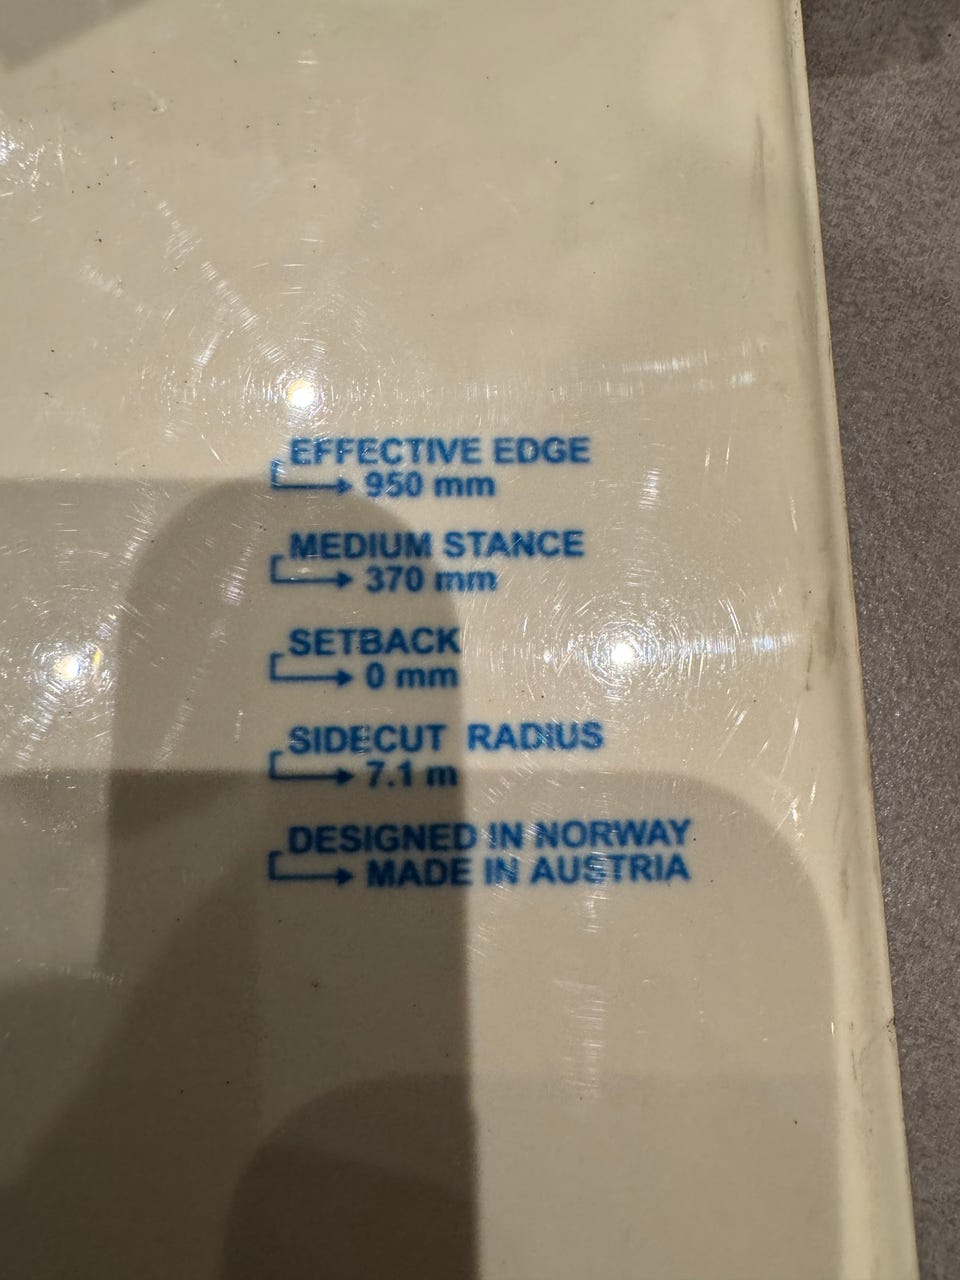 EFFECTIVE EDGE
950 mm
MEDIUM STANCE
370 mm
SETBACK
0 mm
SIDECUT RADIUS
7.1 m
DESIGNED IN NORWAY
MADE IN AUSTRIA